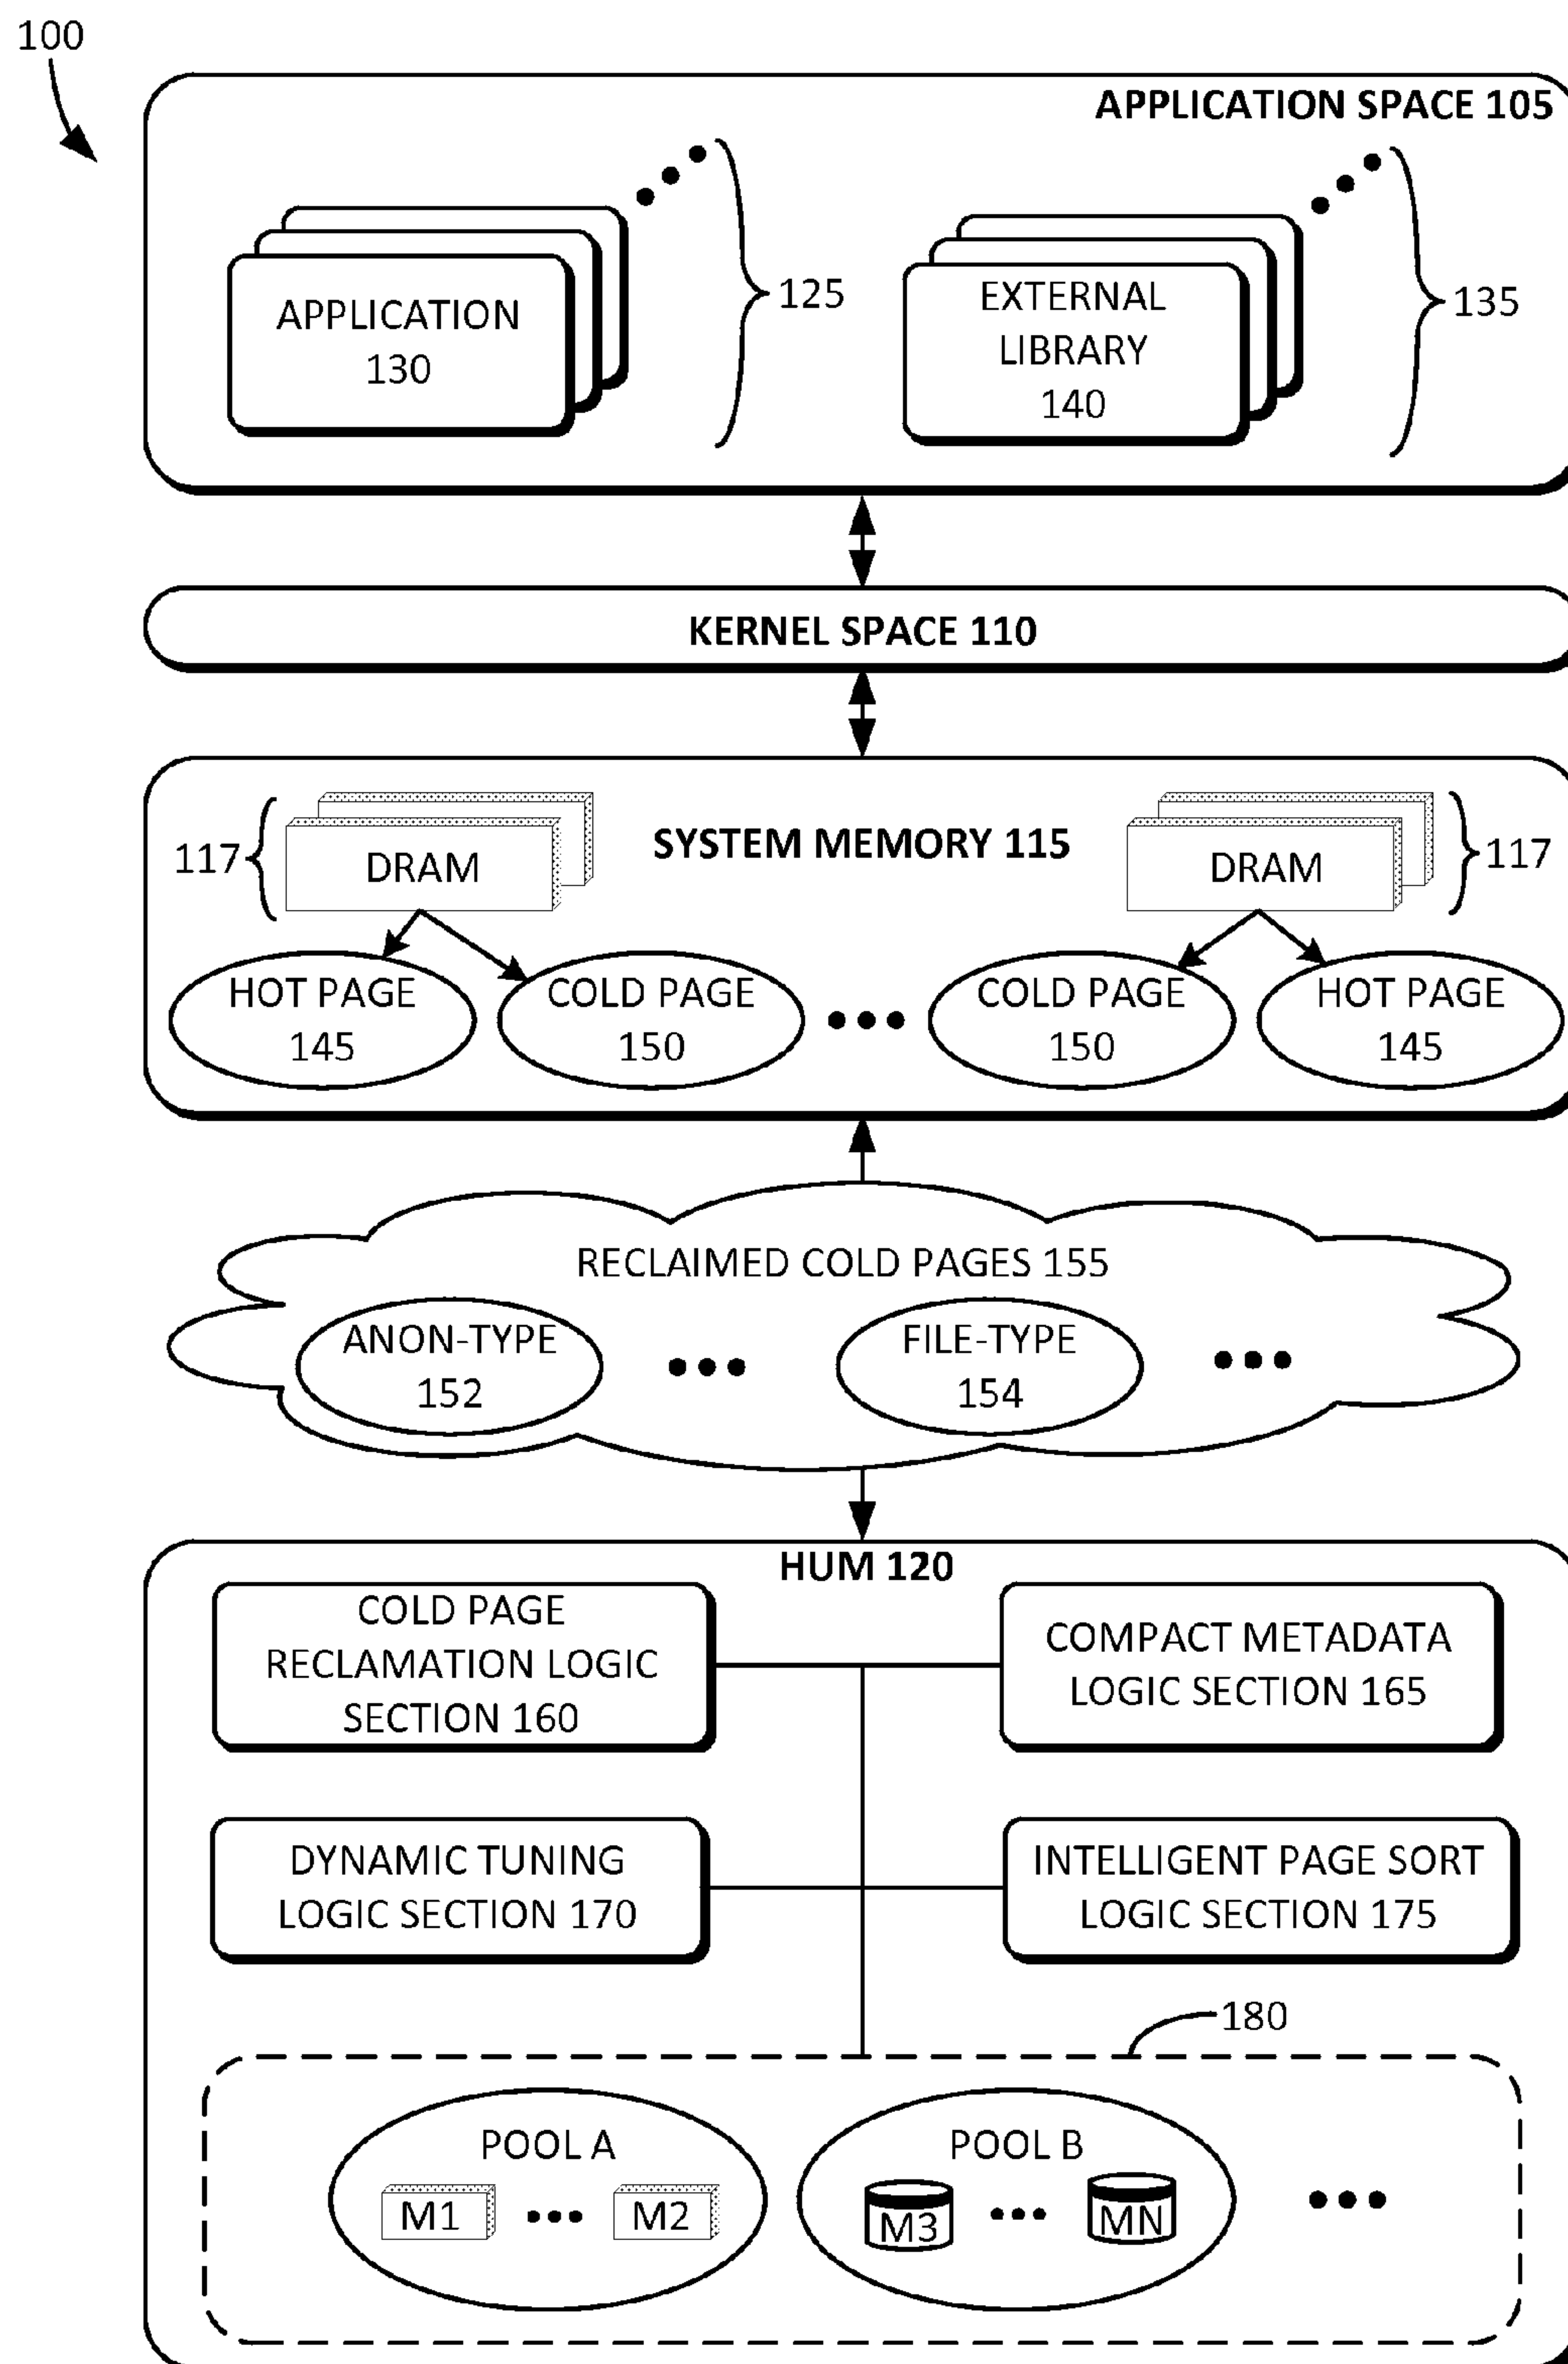 100
APPLICATION SPACE 105
APPLICATION
130
125
EXTERNAL
LIBRARY
140
135
KERNEL SPACE 110
117
DRAM
SYSTEM MEMORY 115
DRAM
117
HOT PAGE
145
COLD PAGE
150
COLD PAGE
150
HOT PAGE
145
RECLAIMED COLD PAGES 155
ANON-TYPE
152
FILE-TYPE
154
HUM 120
COLD PAGE
RECLAMATION LOGIC
SECTION 160
COMPACT METADATA
LOGIC SECTION 165
DYNAMIC TUNING
LOGIC SECTION 170
INTELLIGENT PAGE SORT
LOGIC SECTION 175
180
POOL A
M1
M2
POOL B
M3
MN